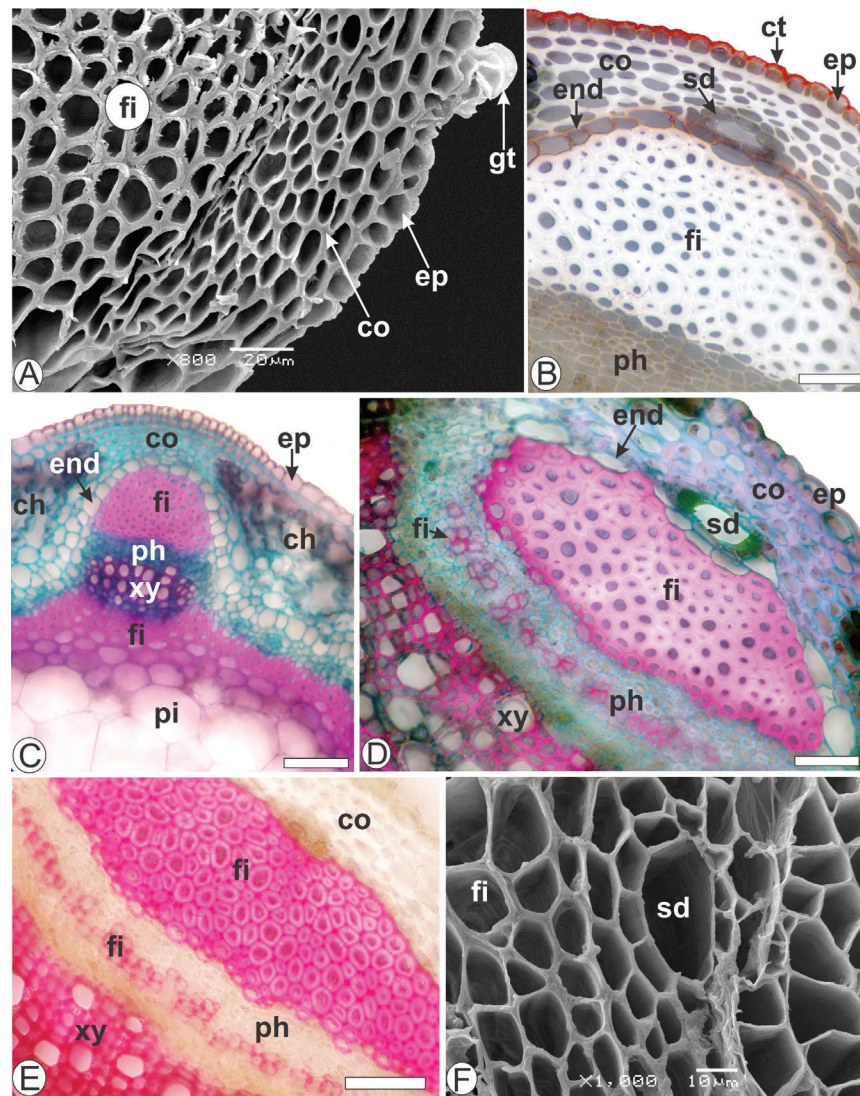 fi
gt
ep
co
X800 20µm
A
ct
co
ep
sd
end
fi
ph
B
co
ep
end
fi
ch
ch
ph
xy
fi
pi
C
end
co
ep
sd
fi
fi
ph
xy
D
co
fi
fi
ph
xy
E
fi
sd
X1,000 10µm
F